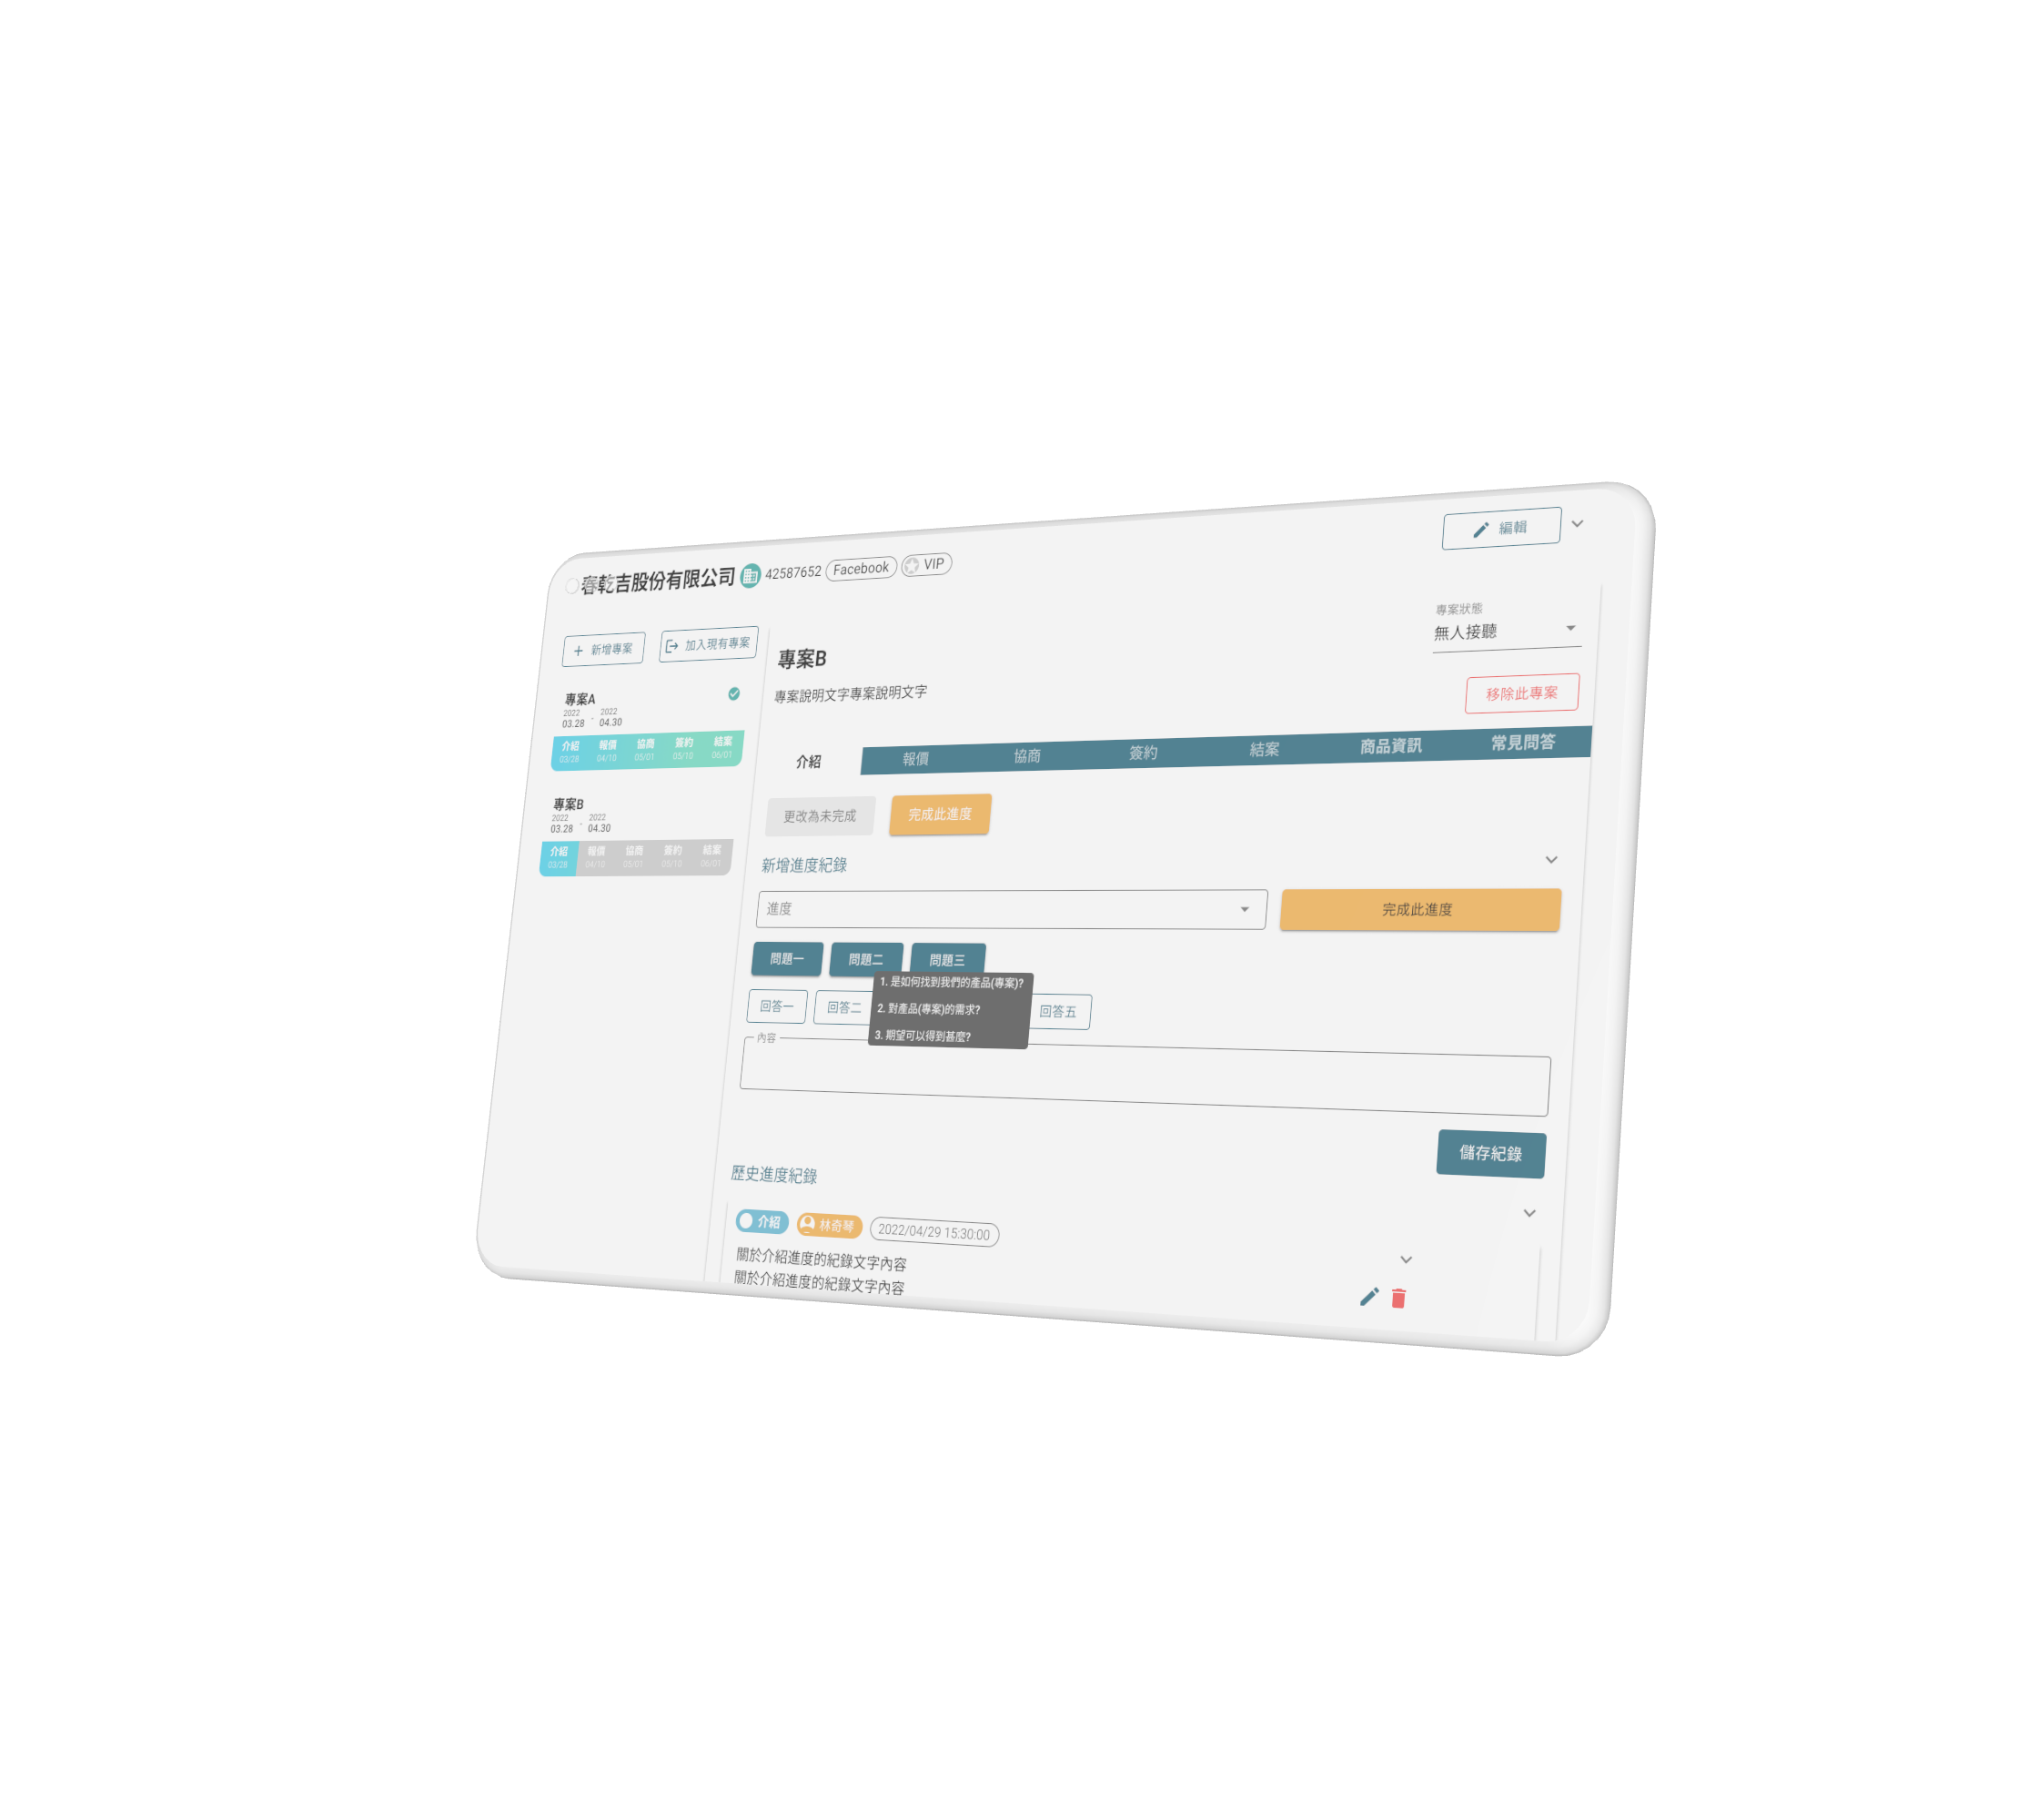 春乾吉股份有限公司 42587652 Facebook VIP
編輯
新增專案 加入現有專案
專案A
2022 2022
03.28 - 04.30
介紹 報價 協商 簽約 結案
03/28 04/10 05/01 05/10 06/01
專案B
2022 2022
03.28 - 04.30
介紹 報價 協商 簽約 結案
03/28 04/10 05/01 05/10 06/01
專案B
專案說明文字專案說明文字
專案狀態
無人接聽
移除此專案
介紹 報價 協商 簽約 結案 商品資訊 常見問答
更改為未完成 完成此進度
新增進度紀錄
進度
完成此進度
問題一 問題二 問題三
1. 是如何找到我們的產品(專案)?
2. 對產品(專案)的需求?
3. 期望可以得到甚麼?
回答一 回答二 回答五
內容
儲存紀錄
歷史進度紀錄
介紹 林奇琴 2022/04/29 15:30:00
關於介紹進度的紀錄文字內容
關於介紹進度的紀錄文字內容